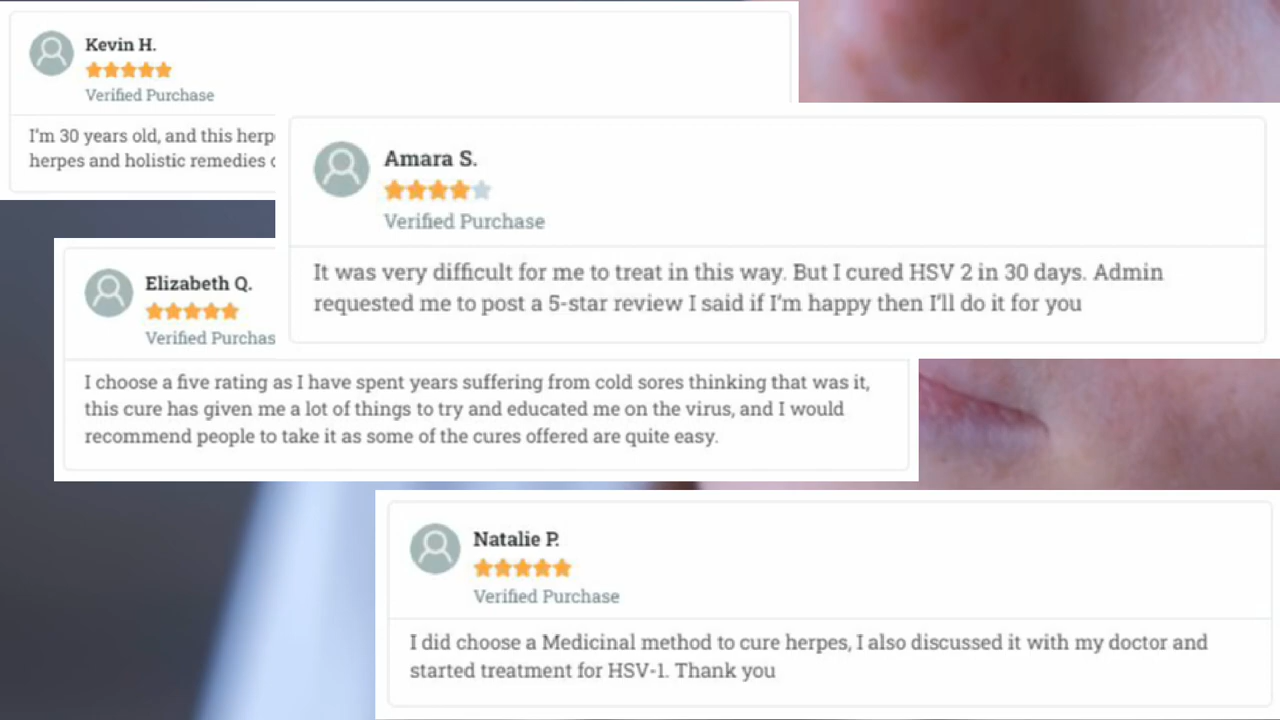 Kevin H.
Verified Purchase
I'm 30 years old, and this herp
herpes and holistic remedies
Amara S.
Verified Purchase
It was very difficult for me to treat in this way. But I cured HSV 2 in 30 days. Admin
requested me to post a 5-star review I said if I'm happy then I'll do it for you
Elizabeth Q.
Verified Purchas
I choose a five rating as I have spent years suffering from cold sores thinking that was it,
this cure has given me a lot of things to try and educated me on the virus, and I would
recommend people to take it as some of the cures offered are quite easy.
Natalie P.
Verified Purchase
I did choose a Medicinal method to cure herpes, I also discussed it with my doctor and
started treatment for HSV-1. Thank you